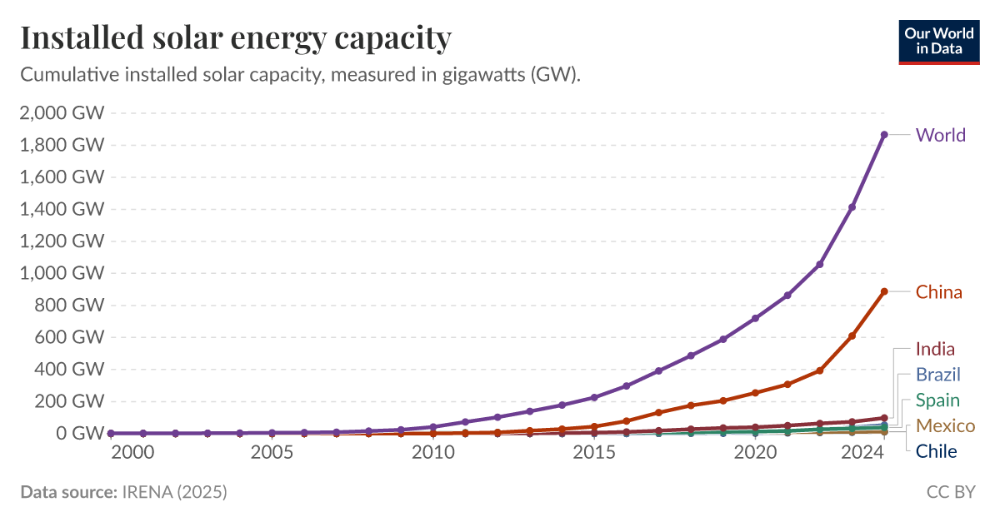 Installed solar energy capacity
Our World
in Data
Cumulative installed solar capacity, measured in gigawatts (GW).
2,000 GW
1,800 GW
1,600 GW
1,400 GW
1,200 GW
1,000 GW
800 GW
600 GW
400 GW
200 GW
0 GW
World
China
India
Brazil
Spain
Mexico
Chile
2000 2005 2010 2015 2020 2024
Data source: IRENA (2025)
CC BY